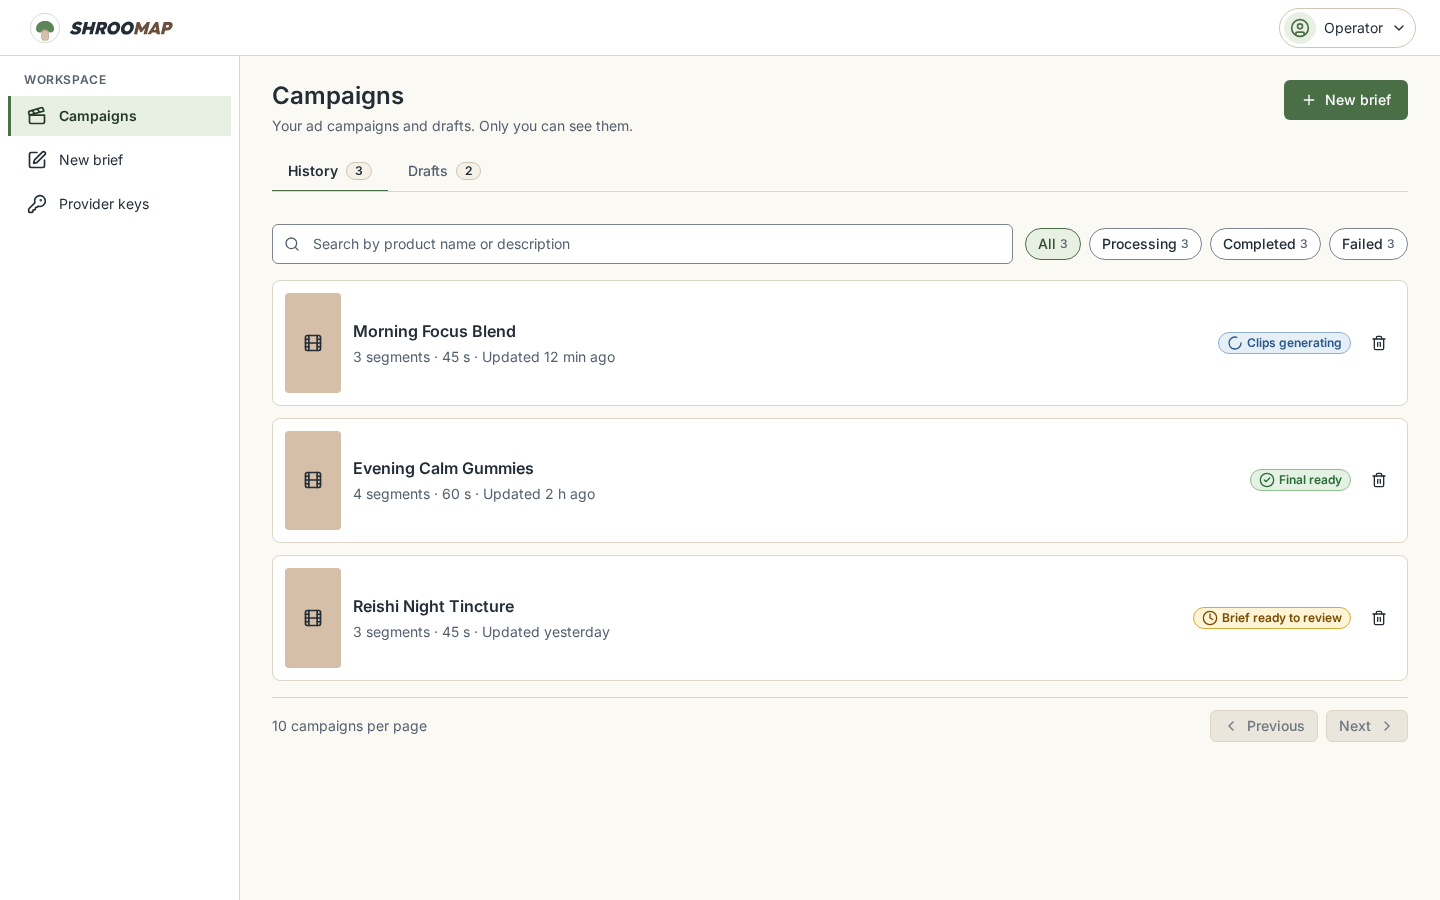 SHROOMAP
Operator
WORKSPACE
Campaigns
New brief
Provider keys
Campaigns
Your ad campaigns and drafts. Only you can see them.
New brief
History 3
Drafts 2
Search by product name or description
All 3
Processing 3
Completed 3
Failed 3
Morning Focus Blend
3 segments · 45 s · Updated 12 min ago
Clips generating
Evening Calm Gummies
4 segments · 60 s · Updated 2 h ago
Final ready
Reishi Night Tincture
3 segments · 45 s · Updated yesterday
Brief ready to review
10 campaigns per page
Previous
Next